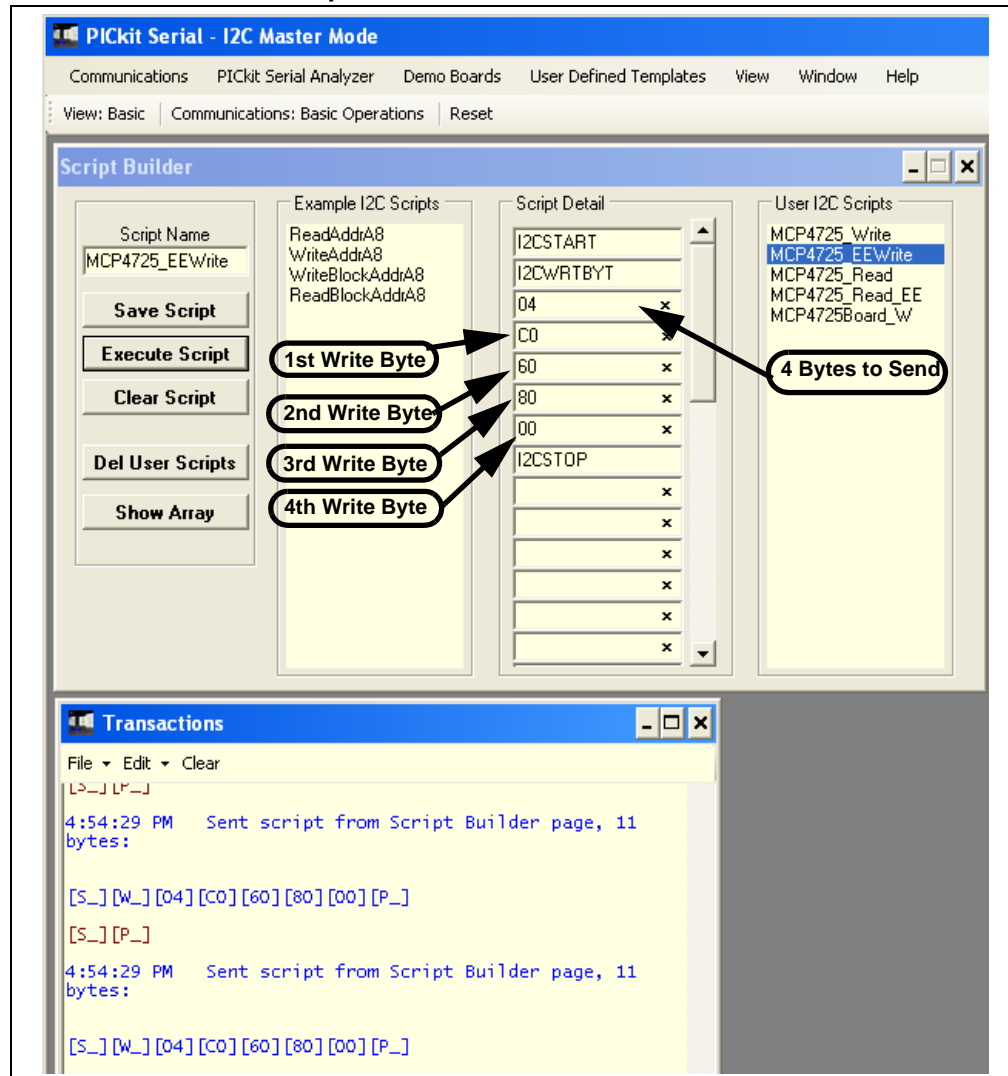 PICkit Serial - I2C Master Mode
Communications PICkit Serial Analyzer Demo Boards User Defined Templates View Window Help
View: Basic Communications: Basic Operations Reset
Script Builder
Script Name
MCP4725_EEWrite
Save Script
Execute Script
Clear Script
Del User Scripts
Show Array
Example I2C Scripts
ReadAddrA8
WriteAddrA8
WriteBlockAddrA8
ReadBlockAddrA8
1st Write Byte
2nd Write Byte
3rd Write Byte
4th Write Byte
Script Detail
I2CSTART
I2CWRTBYT
04 x
C0 x
60 x
80 x
00 x
I2CSTOP
x
x
x
x
x
x
4 Bytes to Send
User I2C Scripts
MCP4725_Write
MCP4725_EEWrite
MCP4725_Read
MCP4725_Read_EE
MCP4725Board_W
Transactions
File Edit Clear
[S_][P_]
4:54:29 PM Sent script from Script Builder page, 11
bytes:
[S_][W_][04][C0][60][80][00][P_]
[S_][P_]
4:54:29 PM Sent script from Script Builder page, 11
bytes:
[S_][W_][04][C0][60][80][00][P_]